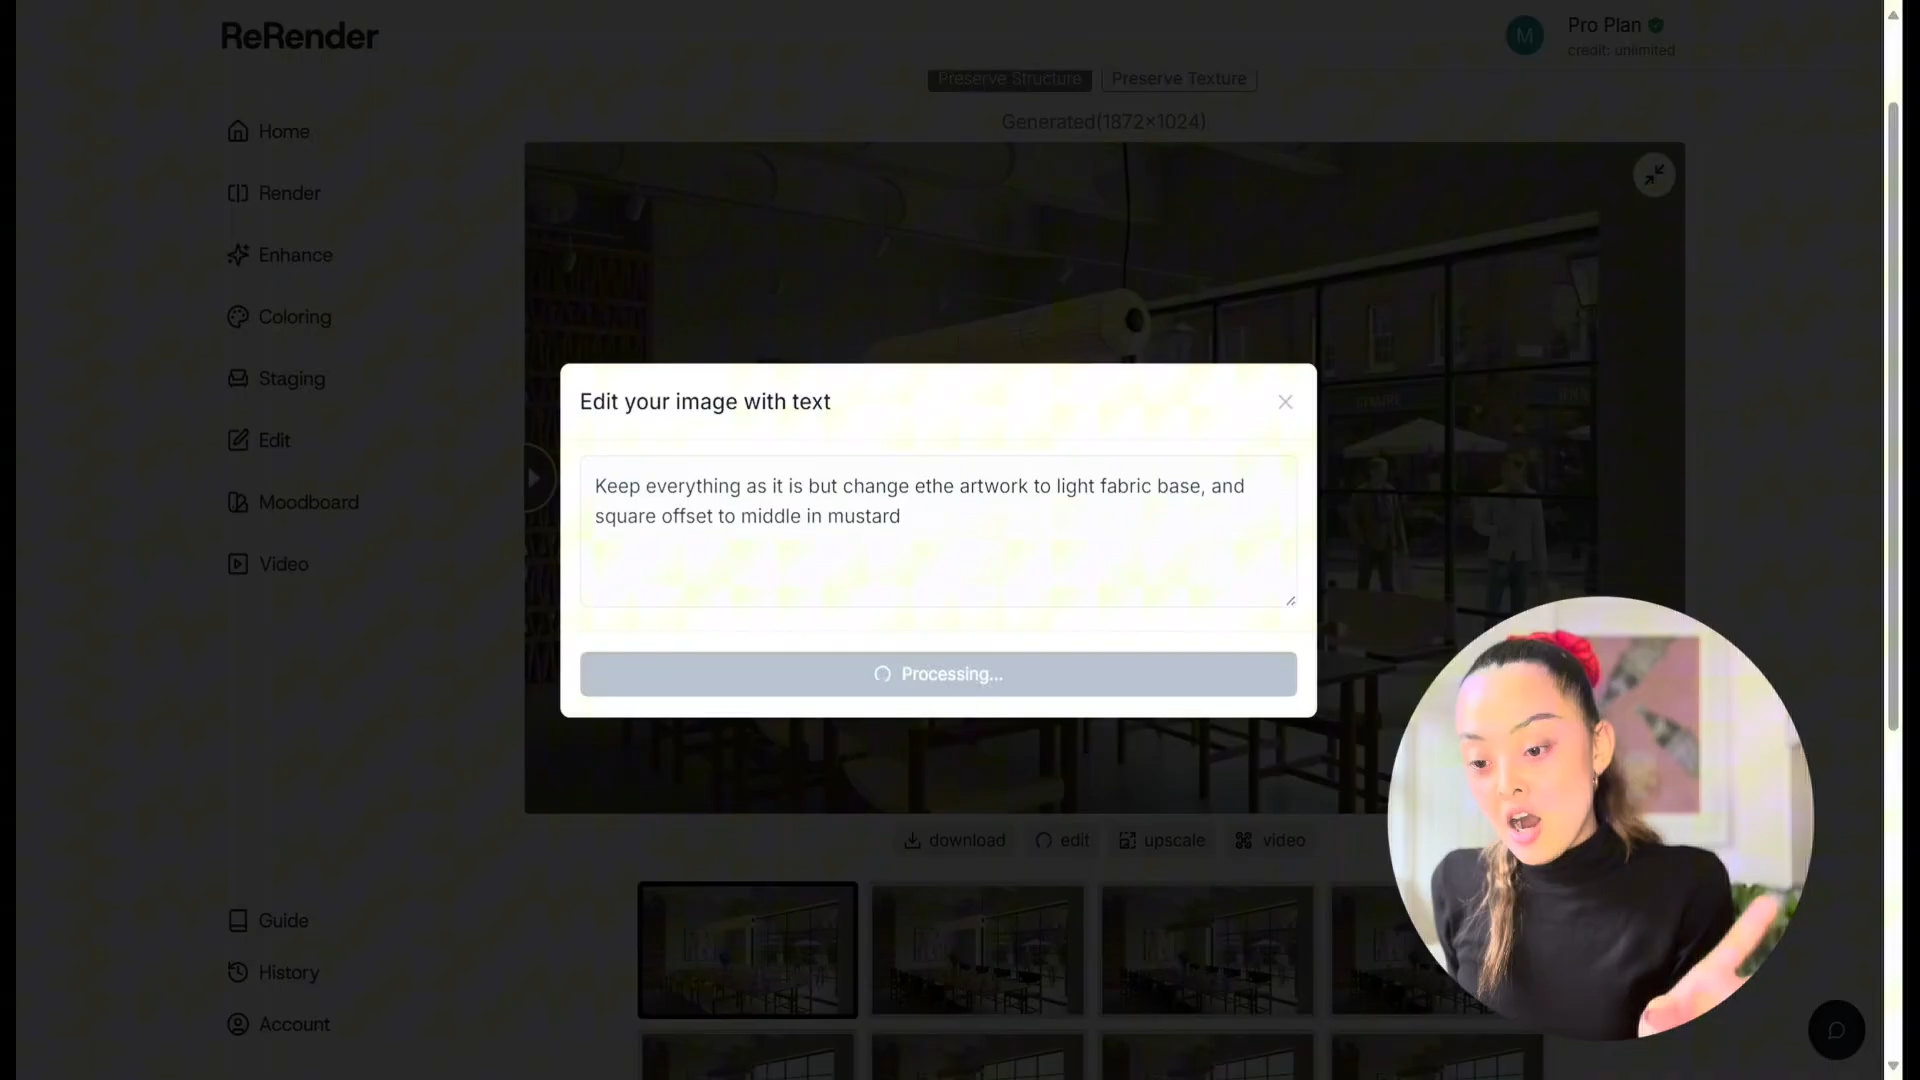 ReRender
M
Pro Plan
credit: unlimited
Preserve Structure
Preserve Texture
Generated(1872×1024)
Home
Render
Enhance
Coloring
Staging
Edit
Moodboard
Video
Edit your image with text
Keep everything as it is but change ethe artwork to light fabric base, and
square offset to middle in mustard
Processing...
download
edit
upscale
video
Guide
History
Account